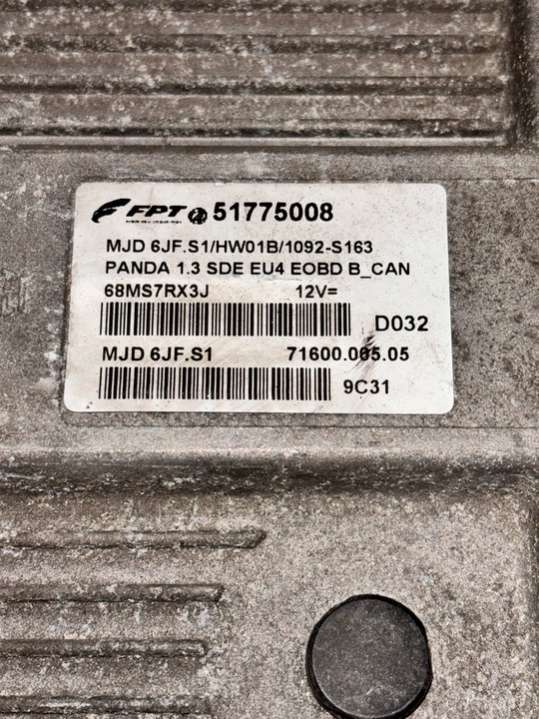 FPT 51775008
MJD 6JF.S1/HW01B/1092-S163
PANDA 1.3 SDE EU4 EOBD B_CAN
68MS7RX3J 12V=
D032
MJD 6JF.S1 71600.005.05
9C31